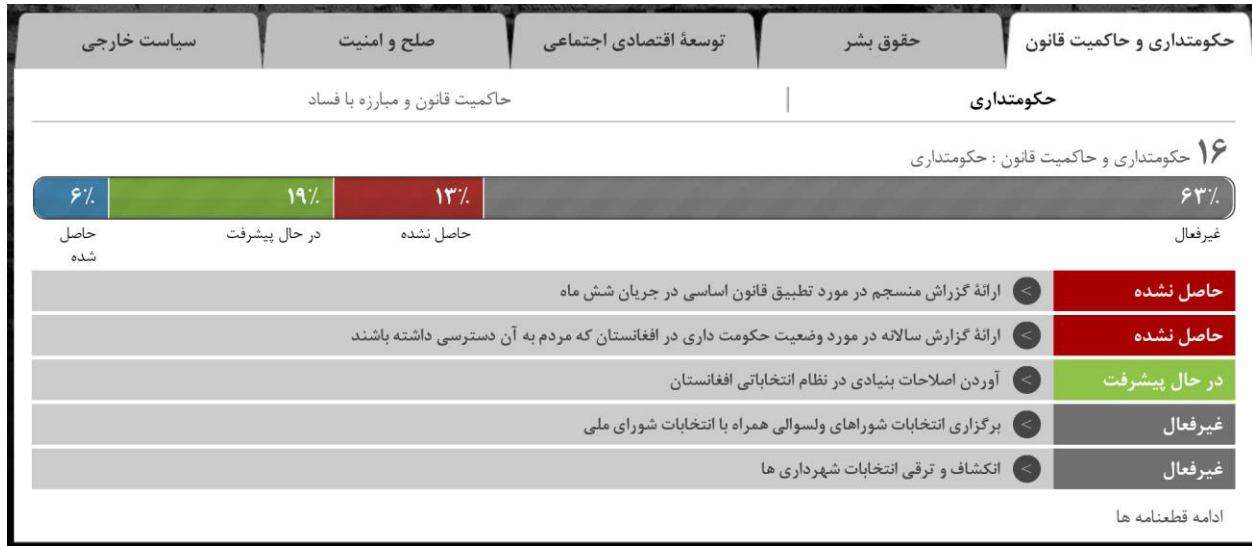 حکومتداری و حاکمیت قانون	حقوق بشر	توسعۀ اقتصادی اجتماعی	صلح و امنیت	سیاست خارجی
حکومتداری | حاکمیت قانون و مبارزه با فساد
۱۶ حکومتداری و حاکمیت قانون : حکومتداری
۶۳٪ ۱۳٪ ۱۹٪ ۶٪
غیرفعال حاصل نشده در حال پیشرفت حاصل
شده
حاصل نشده > ارائۀ گزراش منسجم در مورد تطبیق قانون اساسی در جریان شش ماه
حاصل نشده > ارائۀ گزارش سالانه در مورد وضعیت حکومت داری در افغانستان که مردم به آن دسترسی داشته باشند
در حال پیشرفت > آوردن اصلاحات بنیادی در نظام انتخاباتی افغانستان
غیرفعال > برگزاری انتخابات شوراهای ولسوالی همراه با انتخابات شورای ملی
غیرفعال > انکشاف و ترقی انتخابات شهرداری ها
ادامه قطعنامه ها